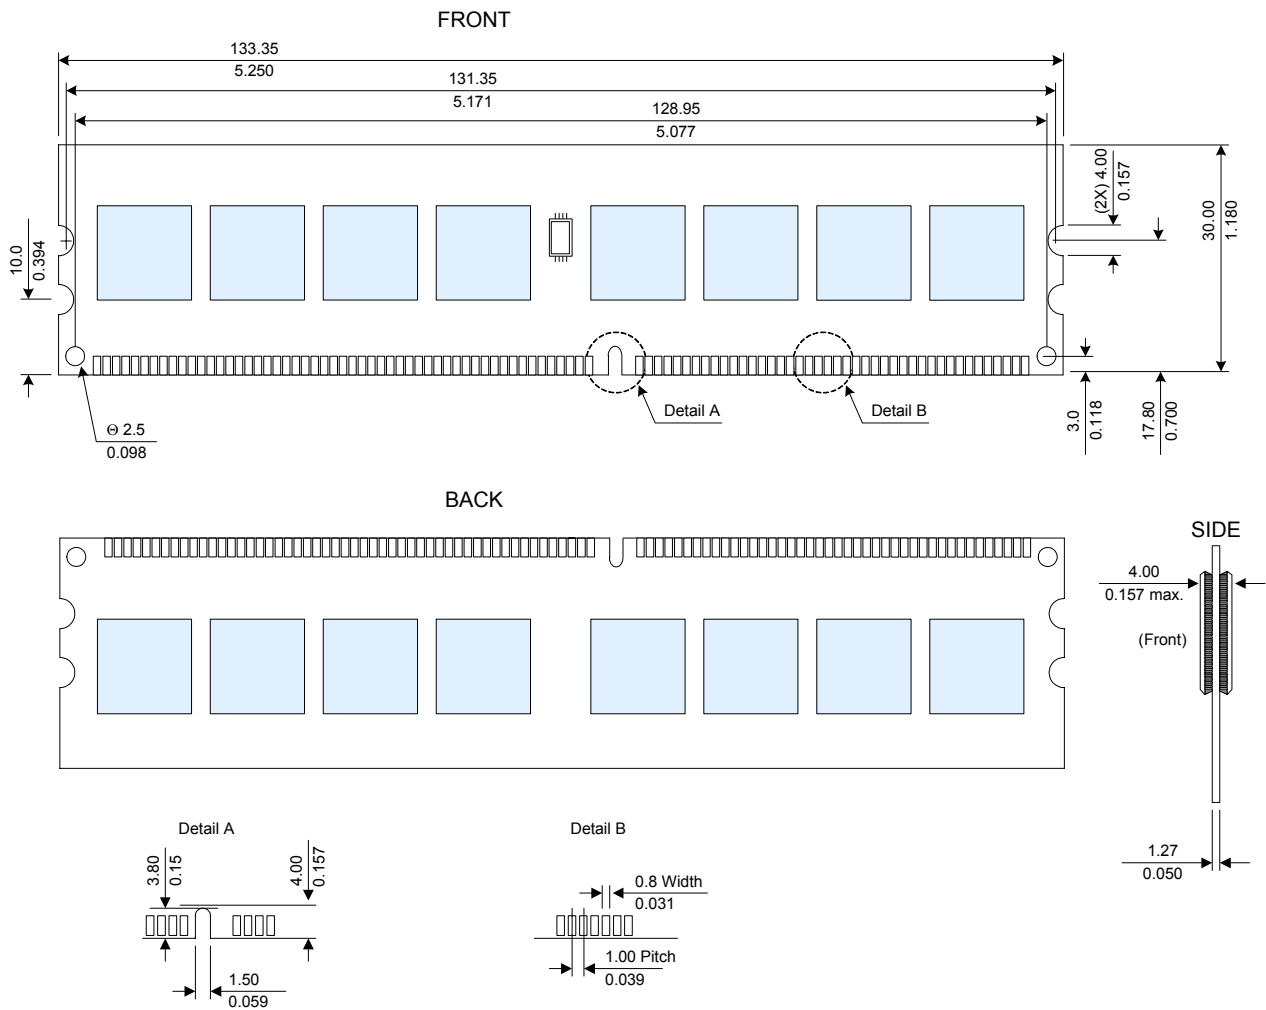 FRONT
133.35
5.250
131.35
5.171
128.95
5.077
(2X) 4.00
0.157
30.00
1.180
10.0
0.394
Detail A
Detail B
Θ 2.5
0.098
3.0
0.118
17.80
0.700
BACK
SIDE
4.00
0.157 max.
(Front)
1.27
0.050
Detail A
3.80
0.15
4.00
0.157
1.50
0.059
Detail B
0.8 Width
0.031
1.00 Pitch
0.039